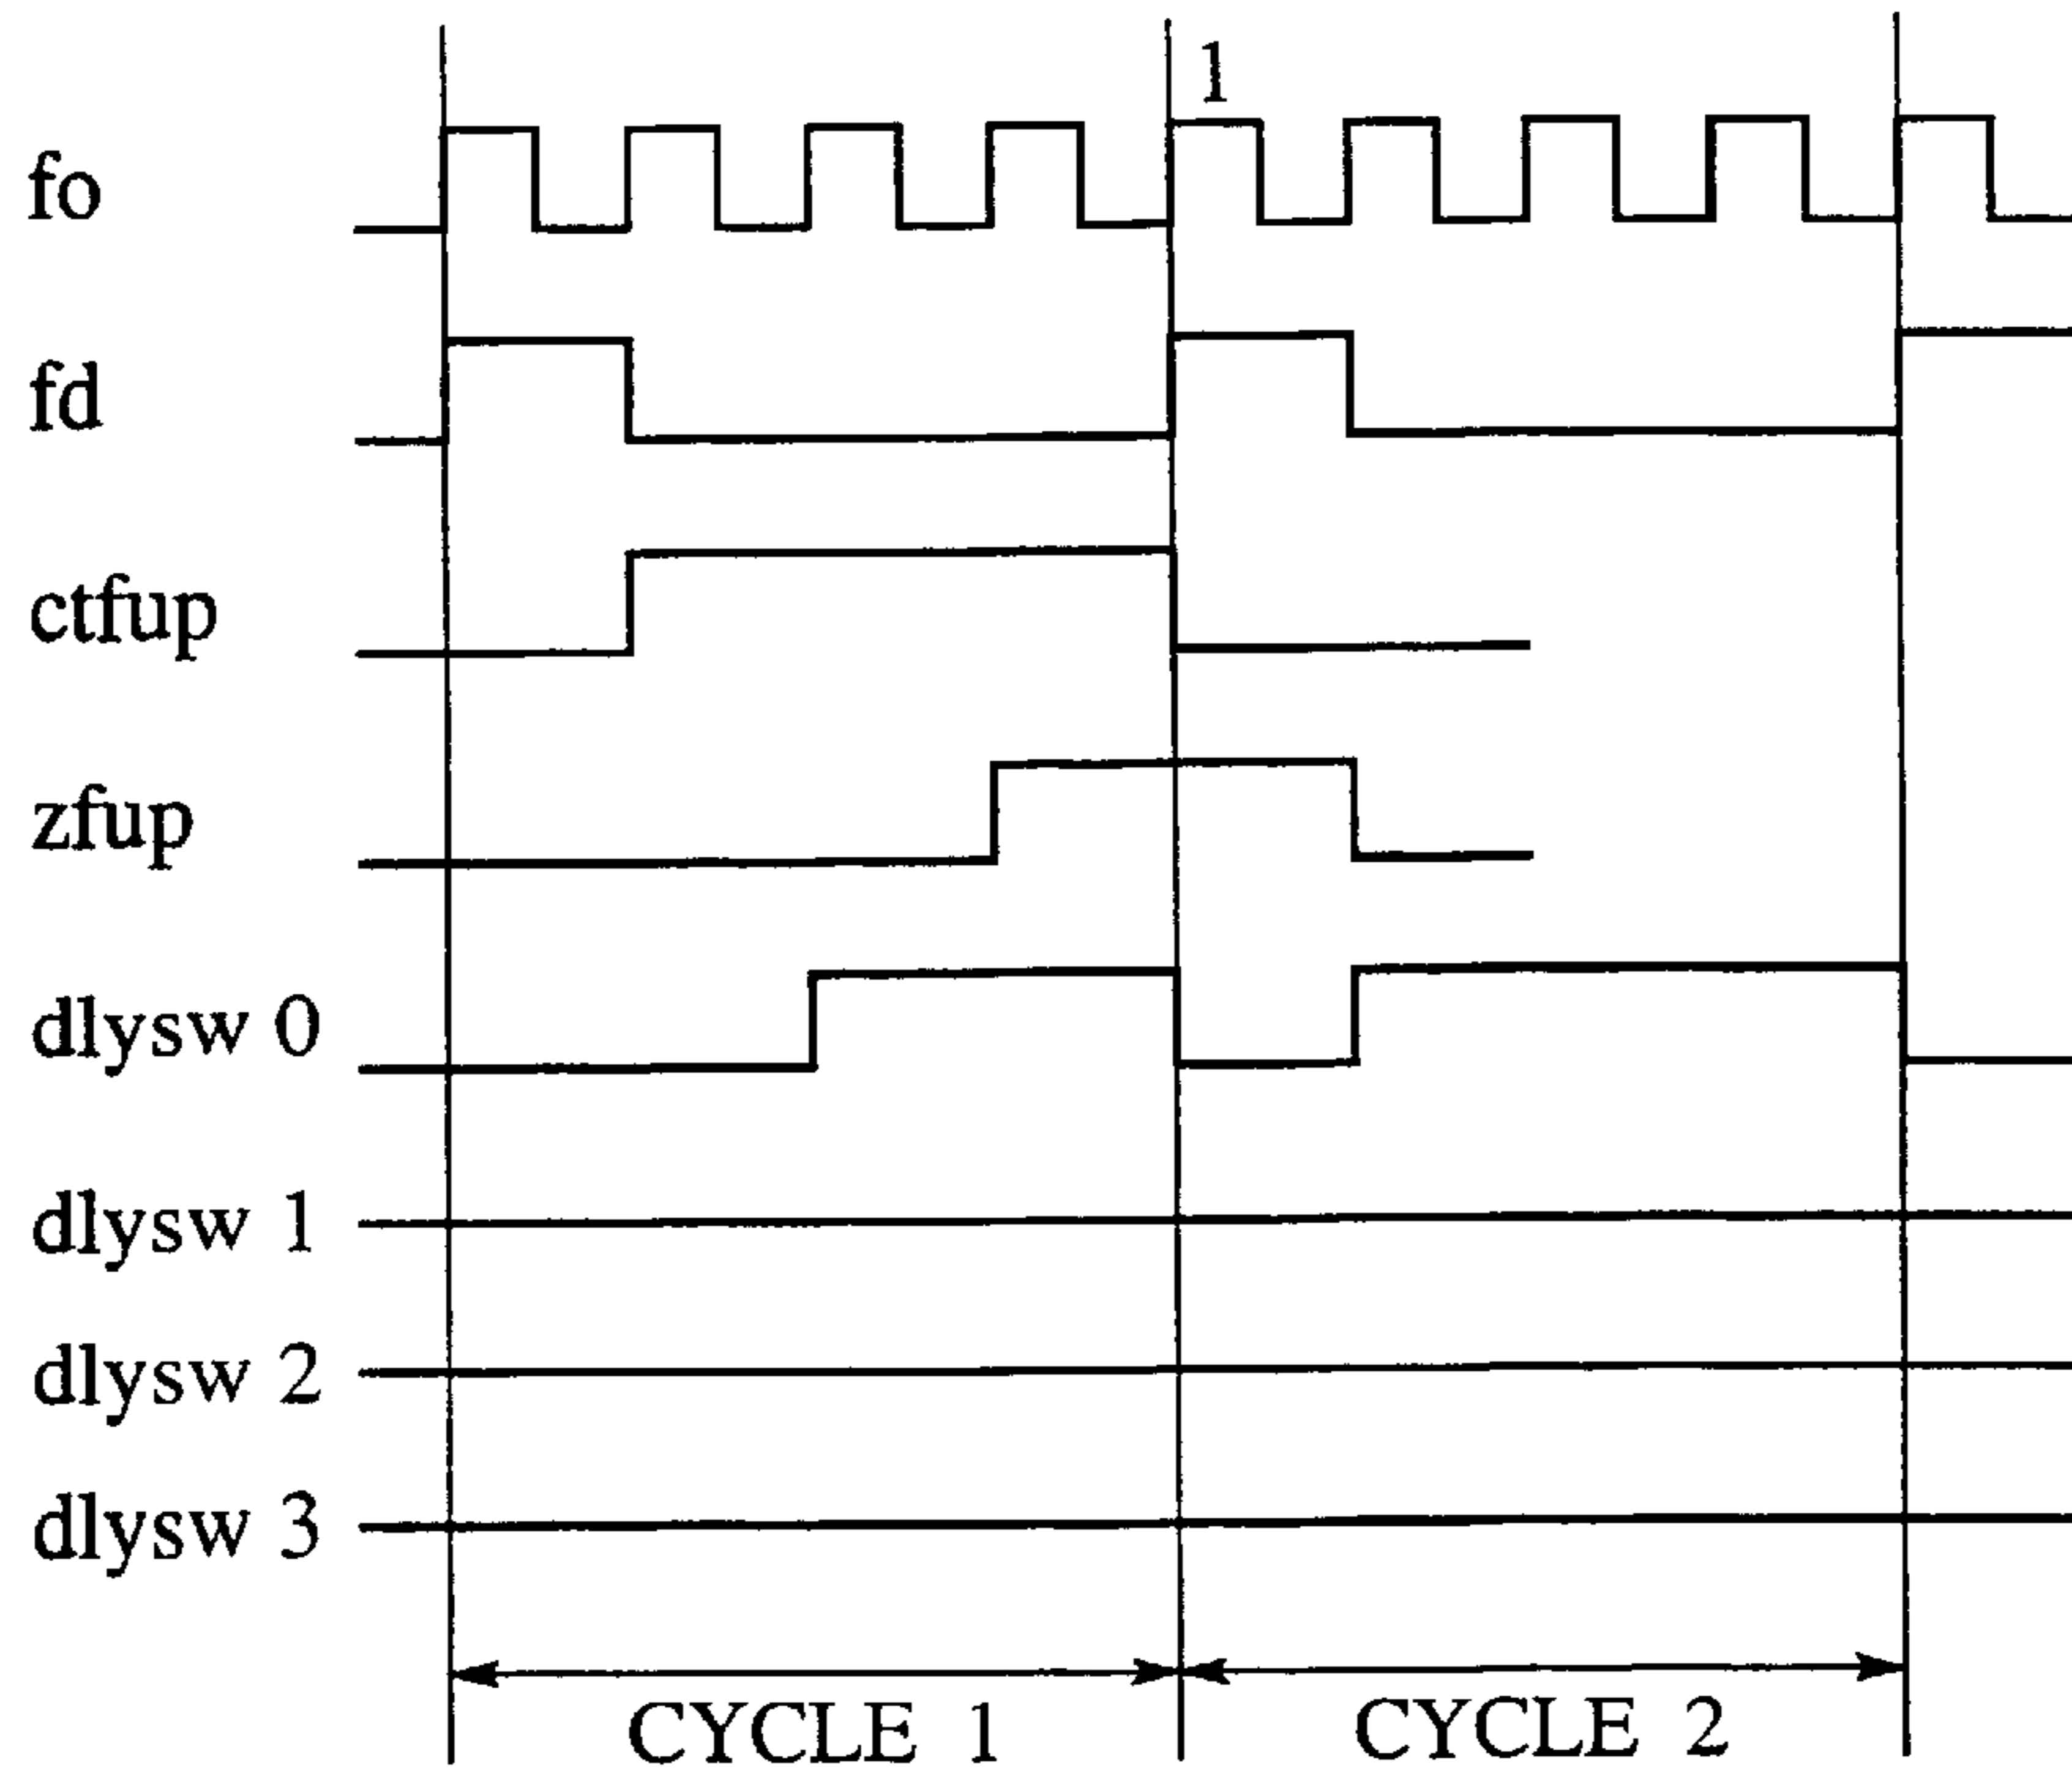 1
fo
fd
ctfup
zfup
dlysw 0
dlysw 1
dlysw 2
dlysw 3
CYCLE 1 CYCLE 2